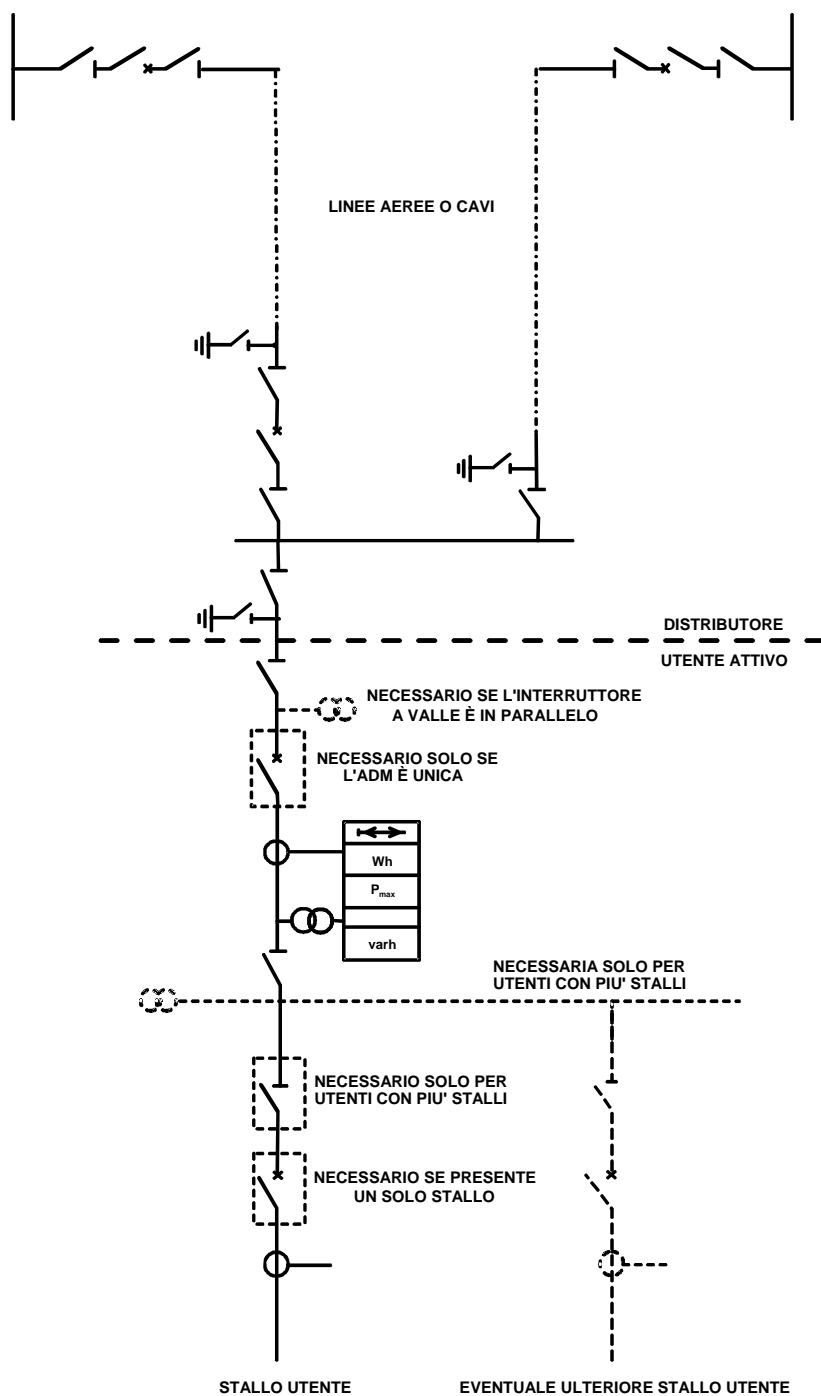 LINEE AEREE O CAVI
DISTRIBUTORE
UTENTE ATTIVO
NECESSARIO SE L'INTERRUTTORE
A VALLE È IN PARALLELO
NECESSARIO SOLO SE
L'ADM È UNICA
Wh
Pmax
varh
NECESSARIA SOLO PER
UTENTI CON PIU' STALLI
NECESSARIO SOLO PER
UTENTI CON PIU' STALLI
NECESSARIO SE PRESENTE
UN SOLO STALLO
STALLO UTENTE
EVENTUALE ULTERIORE STALLO UTENTE